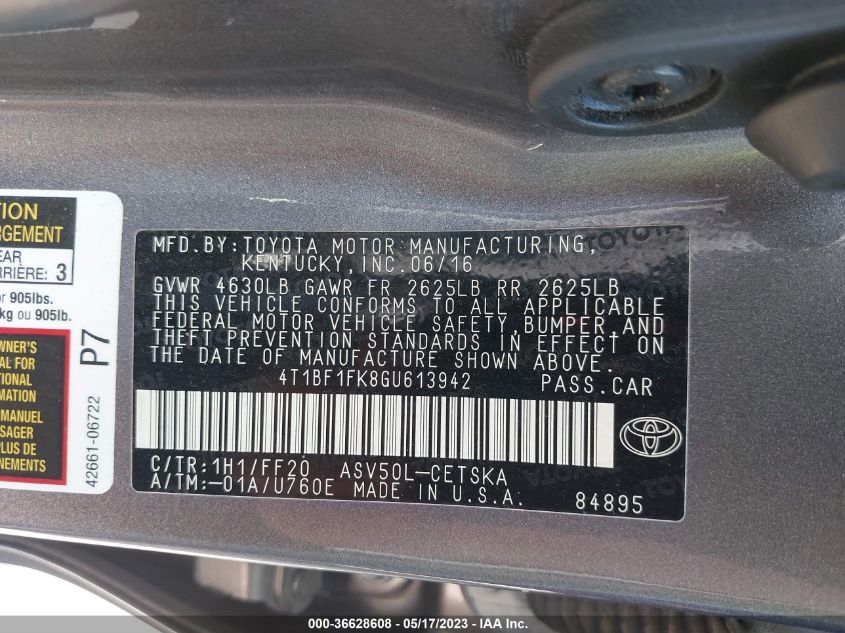 TION
RGEMENT
EAR
RRIÈRE: 3
or 905lbs.
kg ou 905lb.
WNER'S
AL FOR
TIONAL
RMATION
MANUEL
SAGER
PLUS DE
NEMENTS
P7
42661-06722
MFD.BY:TOYOTA MOTOR MANUFACTURING,
KENTUCKY, INC.06/16
GVWR 4630LB GAWR FR 2625LB RR 2625LB
THIS VEHICLE CONFORMS TO ALL APPLICABLE
FEDERAL MOTOR VEHICLE SAFETY,BUMPER,AND
THEFT PREVENTION STANDARDS IN EFFECT ON
THE DATE OF MANUFACTURE SHOWN ABOVE.
4T1BF1FK8GU613942 PASS.CAR
C/TR:1H1/FF20 ASV50L-CETSKA
A/TM:-01A/U760E MADE IN U.S.A. 84895
000-36628608 - 05/17/2023 - IAA Inc.